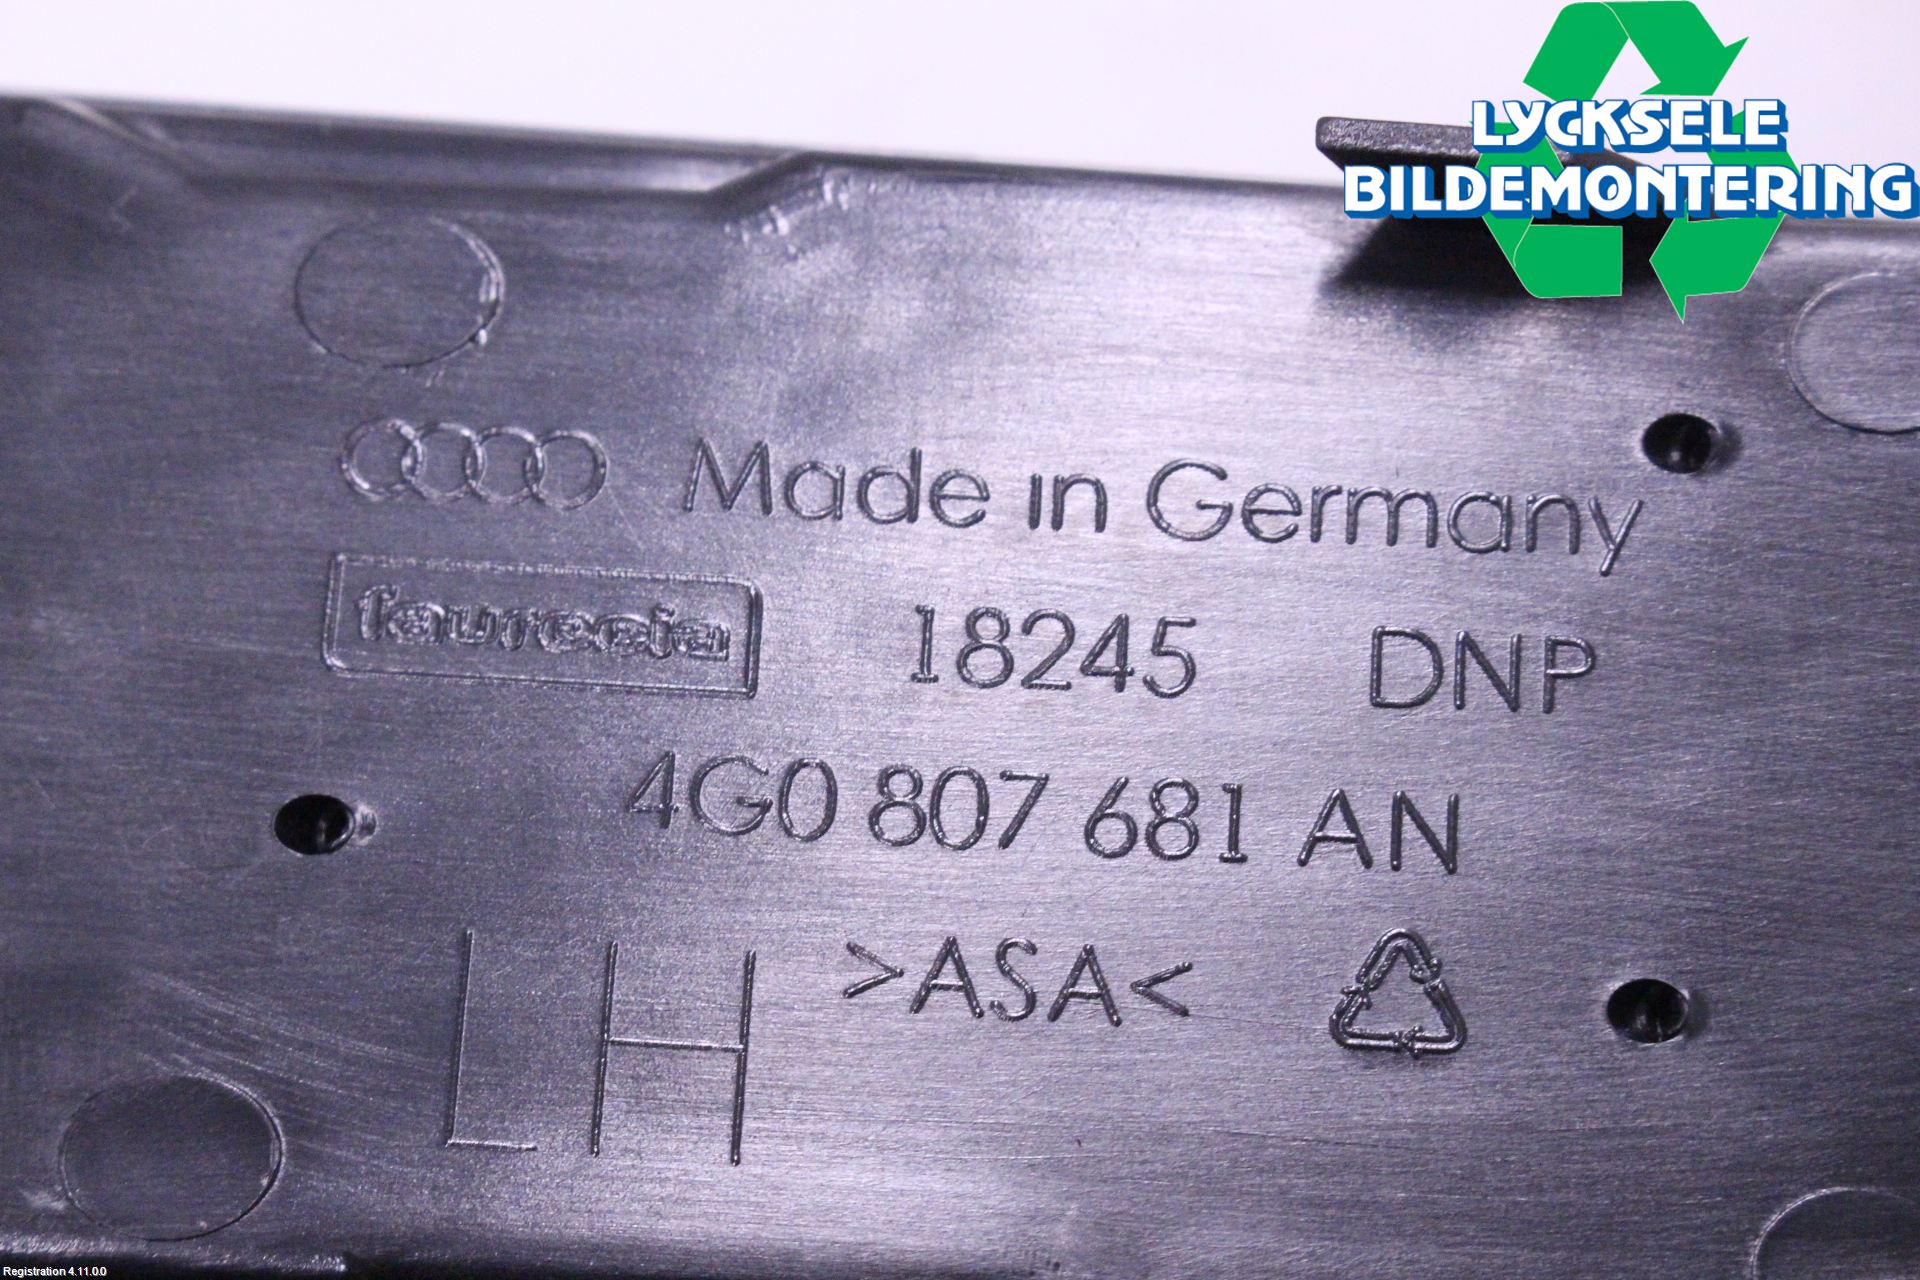 LYCKSELE
BILDEMONTERING
Made in Germany
faurecia 18245 DNP
4G0 807 681 AN
LH >ASA<
Registration 4.11.0.0